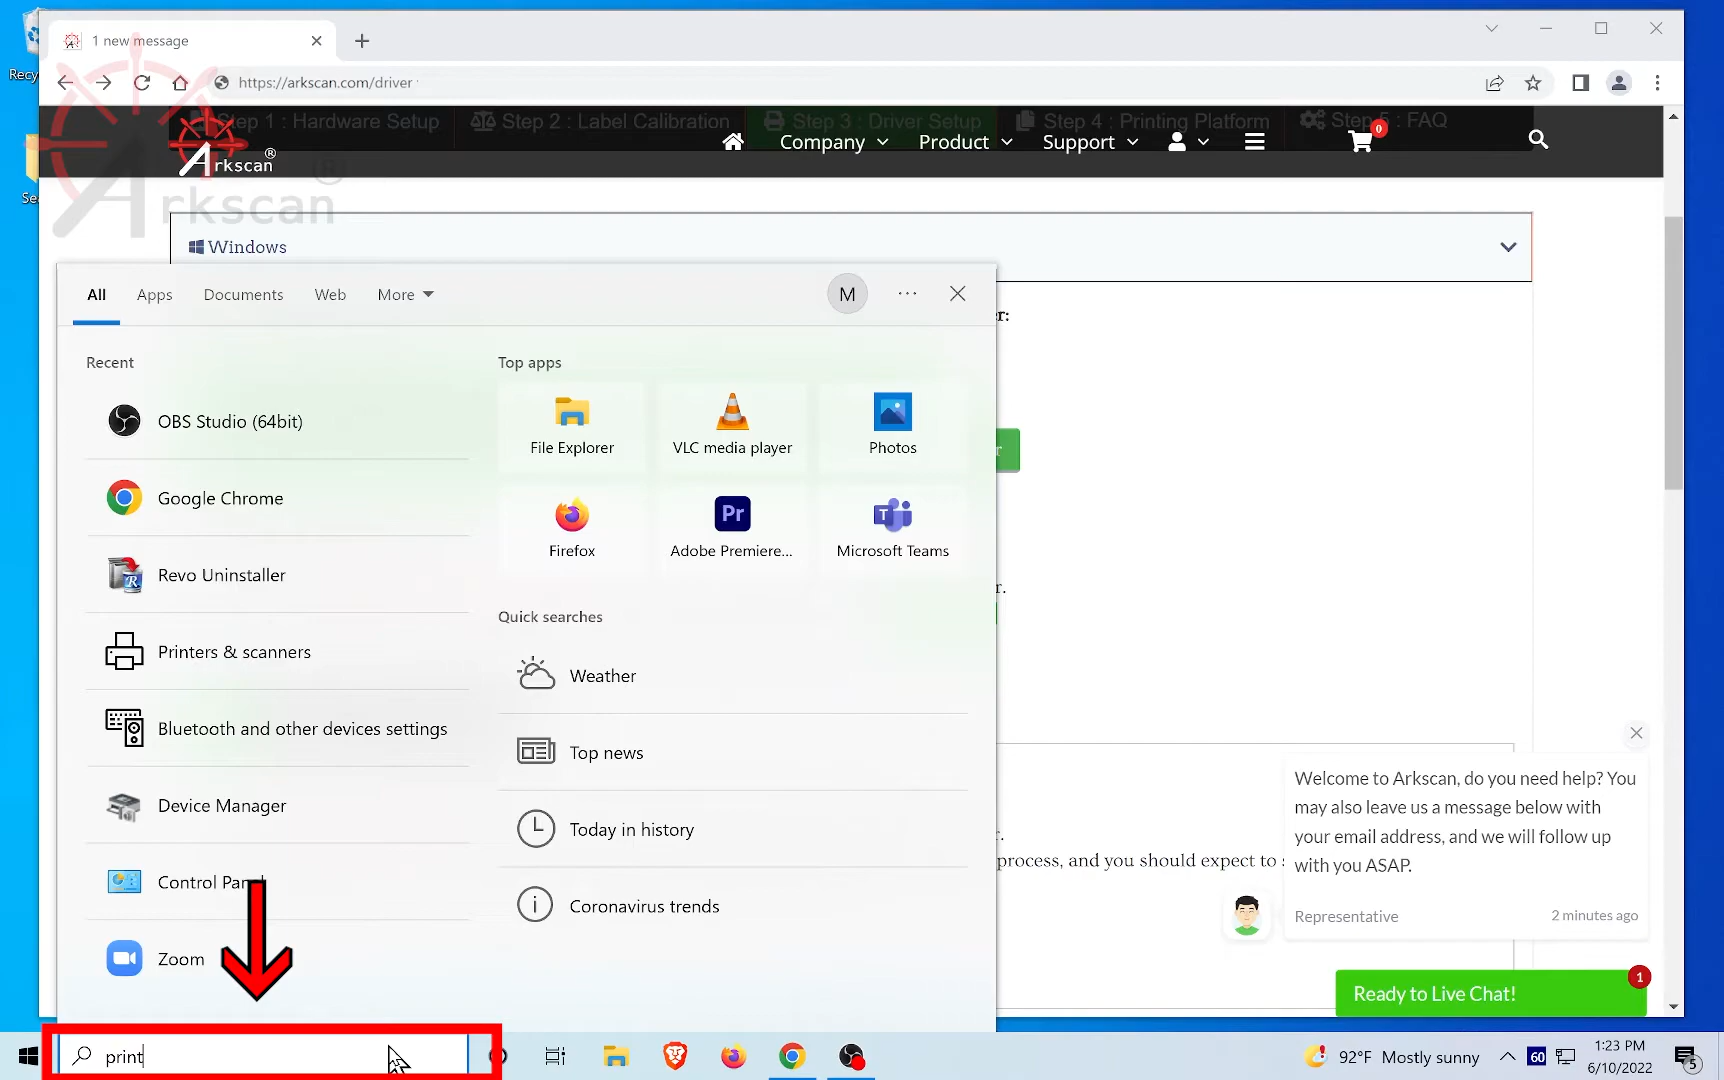 1 new message
https://arkscan.com/driver
Step 1 : Hardware Setup
Step 2 : Label Calibration
Step 3 : Driver Setup
Step 4 : Printing Platform
FAQ
Arkscan®
Company
Product
Support
0
Arkscan®
Windows
All
Apps
Documents
Web
More
M
Recent
OBS Studio (64bit)
Google Chrome
Revo Uninstaller
Printers & scanners
Bluetooth and other devices settings
Device Manager
Control Panel
Zoom
Top apps
File Explorer
VLC media player
Photos
Firefox
Pr
Adobe Premiere...
T
Microsoft Teams
Quick searches
Weather
Top news
Today in history
Coronavirus trends
process, and you should expect to
Welcome to Arkscan, do you need help? You
may also leave us a message below with
your email address, and we will follow up
with you ASAP.
Representative
2 minutes ago
Ready to Live Chat!
1
print
92°F Mostly sunny
60
1:23 PM
6/10/2022
5